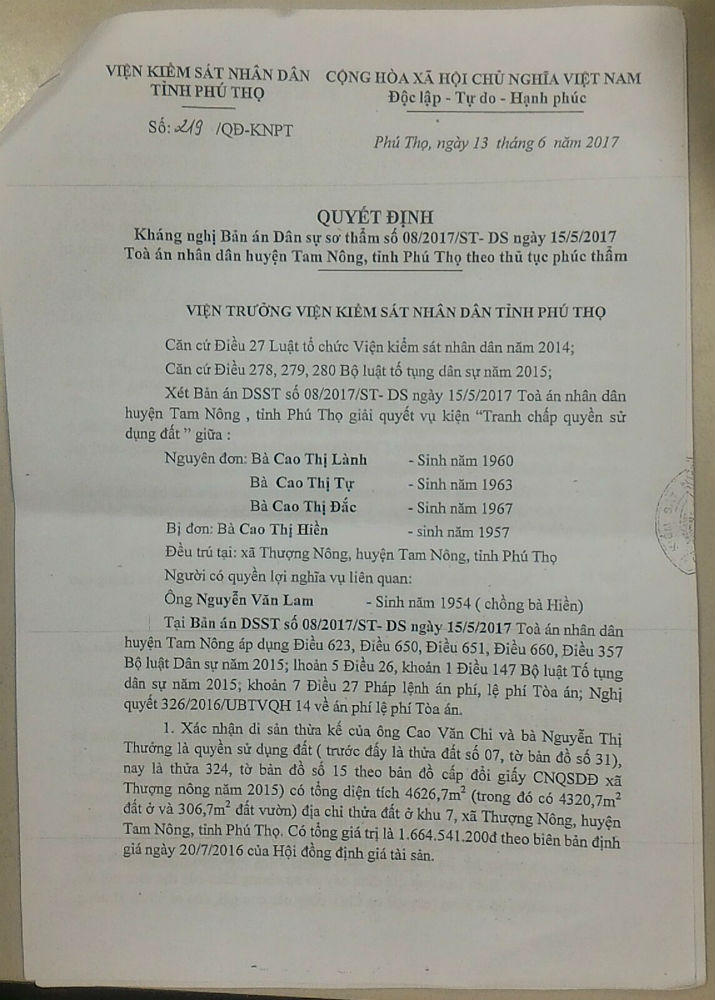 VIỆN KIỂM SÁT NHÂN DÂN
TỈNH PHÚ THỌ
CỘNG HÒA XÃ HỘI CHỦ NGHĨA VIỆT NAM
Độc lập - Tự do - Hạnh phúc
Số: 219 /QĐ-KNPT
Phú Thọ, ngày 13 tháng 6 năm 2017
QUYẾT ĐỊNH
Kháng nghị Bản án Dân sự sơ thẩm số 08/2017/ST- DS ngày 15/5/2017
Toà án nhân dân huyện Tam Nông, tỉnh Phú Thọ theo thủ tục phúc thẩm
VIỆN TRƯỞNG VIỆN KIỂM SÁT NHÂN DÂN TỈNH PHÚ THỌ
Căn cứ Điều 27 Luật tổ chức Viện kiểm sát nhân dân năm 2014;
Căn cứ Điều 278, 279, 280 Bộ luật tố tụng dân sự năm 2015;
Xét Bản án DSST số 08/2017/ST- DS ngày 15/5/2017 Toà án nhân dân
huyện Tam Nông , tỉnh Phú Thọ giải quyết vụ kiện “Tranh chấp quyền sử
dụng đất ” giữa :
Nguyên đơn: Bà Cao Thị Lành - Sinh năm 1960
Bà Cao Thị Tự - Sinh năm 1963
Bà Cao Thị Đắc - Sinh năm 1967
Bị đơn: Bà Cao Thị Hiền - sinh năm 1957
Đều trú tại: xã Thượng Nông, huyện Tam Nông, tỉnh Phú Thọ
Người có quyền lợi nghĩa vụ liên quan:
Ông Nguyễn Văn Lam - Sinh năm 1954 ( chồng bà Hiền)
Tại Bản án DSST số 08/2017/ST- DS ngày 15/5/2017 Toà án nhân dân
huyện Tam Nông áp dụng Điều 623, Điều 650, Điều 651, Điều 660, Điều 357
Bộ luật Dân sự năm 2015; lhoản 5 Điều 26, khoản 1 Điều 147 Bộ luật Tố tụng
dân sự năm 2015; khoản 7 Điều 27 Pháp lệnh án phí, lệ phí Tòa án; Nghị
quyết 326/2016/UBTVQH 14 về án phí lệ phí Tòa án.
1. Xác nhận di sản thừa kế của ông Cao Văn Chi và bà Nguyễn Thị
Thưởng là quyền sử dụng đất ( trước đấy là thửa đất số 07, tờ bản đồ số 31),
nay là thửa 324, tờ bản đồ số 15 theo bản đồ cấp đổi giấy CNQSDĐ xã
Thượng nông năm 2015) có tổng diện tích 4626,7m² (trong đó có 4320,7m²
đất ở và 306,7m² đất vườn) địa chỉ thửa đất ở khu 7, xã Thượng Nông, huyện
Tam Nông, tỉnh Phú Thọ. Có tổng giá trị là 1.664.541.200đ theo biên bản định
giá ngày 20/7/2016 của Hội đồng định giá tài sản.